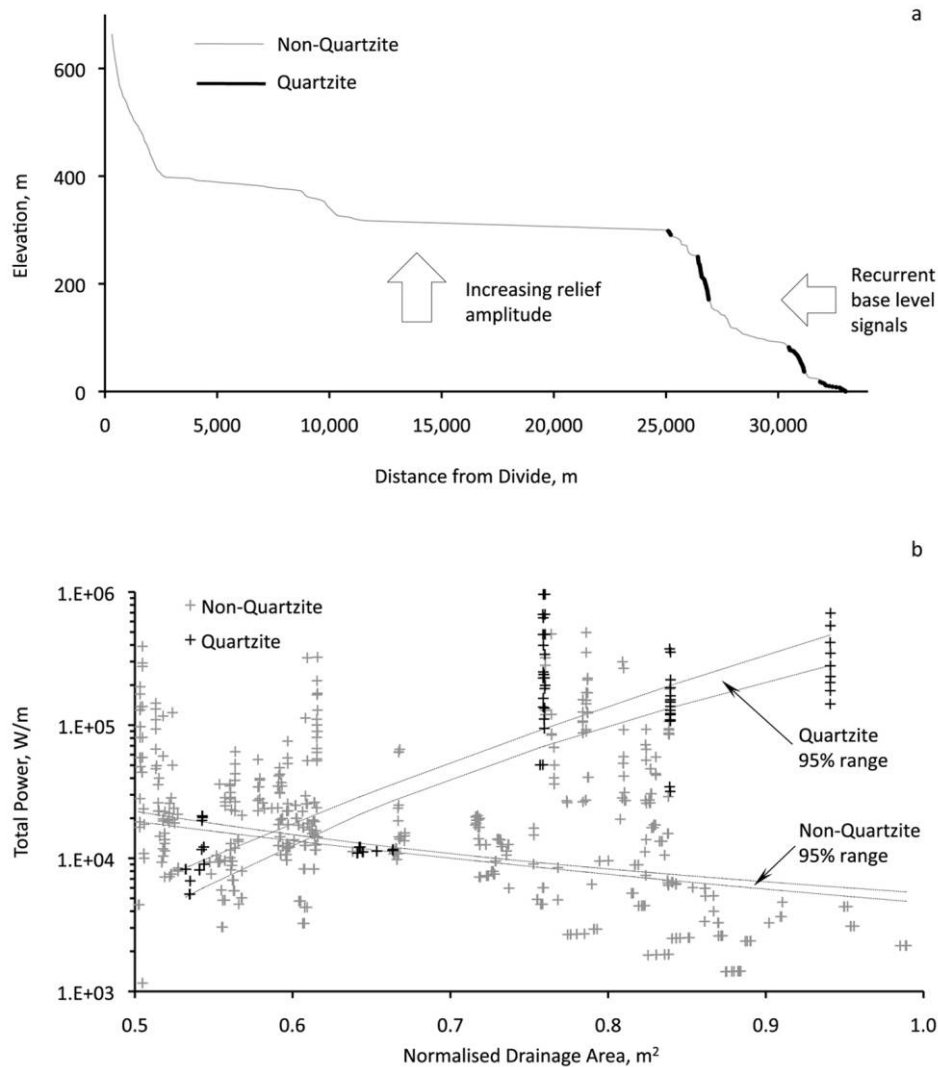 a
Non-Quartzite
Quartzite
600
400
200
0
Elevation, m
Increasing relief
amplitude
Recurrent
base level
signals
0 5,000 10,000 15,000 20,000 25,000 30,000
Distance from Divide, m
b
1.E+06
1.E+05
1.E+04
1.E+03
Total Power, W/m
Non-Quartzite
Quartzite
Quartzite
95% range
Non-Quartzite
95% range
0.5 0.6 0.7 0.8 0.9 1.0
Normalised Drainage Area, m²